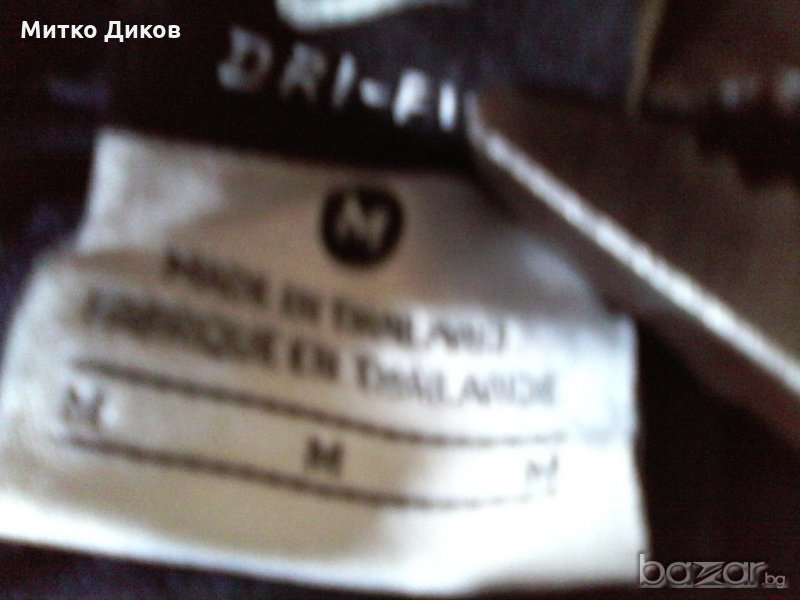 Митко Диков
DRI-FI
M
MADE IN THAILAND
FABRIQUE EN THAILANDE
M M M
bazar.bg